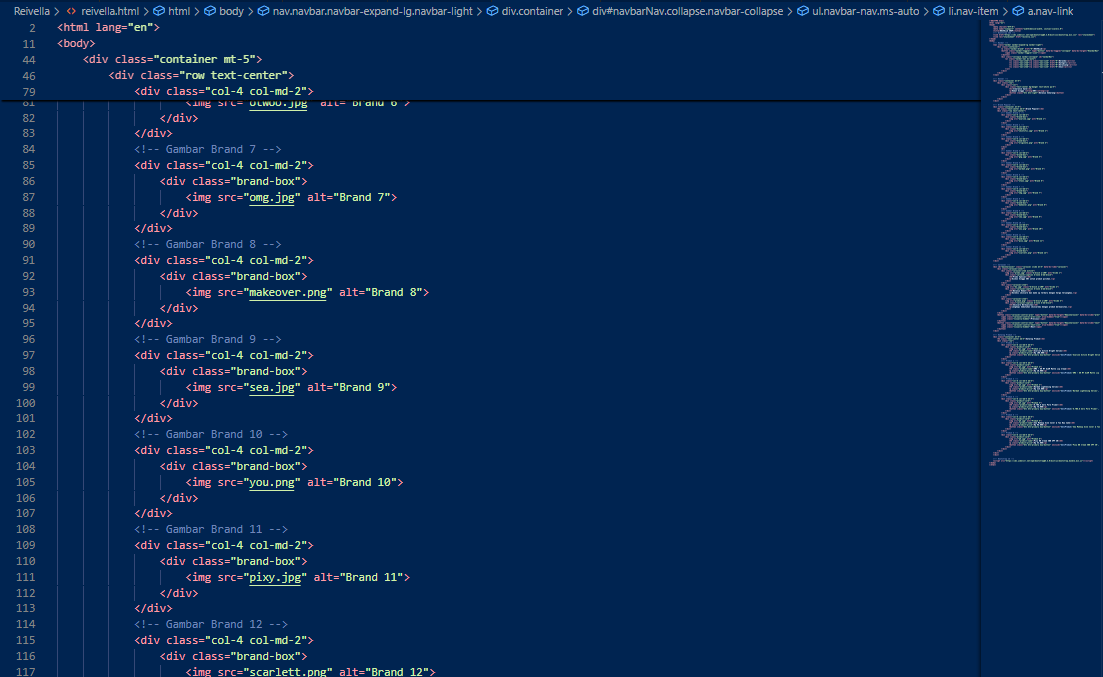 Reivella > <> reivella.html > html > body > nav.navbar.navbar-expand-lg.navbar-light > div.container > div#navbarNav.collapse.navbar-collapse > ul.navbar-nav.ms-auto > li.nav-item > a.nav-link
2 <html lang="en">
11 <body>
44 <div class="container mt-5">
46 <div class="row text-center">
79 <div class="col-4 col-md-2">
81 <img src="otwoo.jpg" alt="Brand 6">
82 </div>
83 </div>
84 <!-- Gambar Brand 7 -->
85 <div class="col-4 col-md-2">
86 <div class="brand-box">
87 <img src="omg.jpg" alt="Brand 7">
88 </div>
89 </div>
90 <!-- Gambar Brand 8 -->
91 <div class="col-4 col-md-2">
92 <div class="brand-box">
93 <img src="makeover.png" alt="Brand 8">
94 </div>
95 </div>
96 <!-- Gambar Brand 9 -->
97 <div class="col-4 col-md-2">
98 <div class="brand-box">
99 <img src="sea.jpg" alt="Brand 9">
100 </div>
101 </div>
102 <!-- Gambar Brand 10 -->
103 <div class="col-4 col-md-2">
104 <div class="brand-box">
105 <img src="you.png" alt="Brand 10">
106 </div>
107 </div>
108 <!-- Gambar Brand 11 -->
109 <div class="col-4 col-md-2">
110 <div class="brand-box">
111 <img src="pixy.jpg" alt="Brand 11">
112 </div>
113 </div>
114 <!-- Gambar Brand 12 -->
115 <div class="col-4 col-md-2">
116 <div class="brand-box">
117 <img src="scarlett.png" alt="Brand 12">